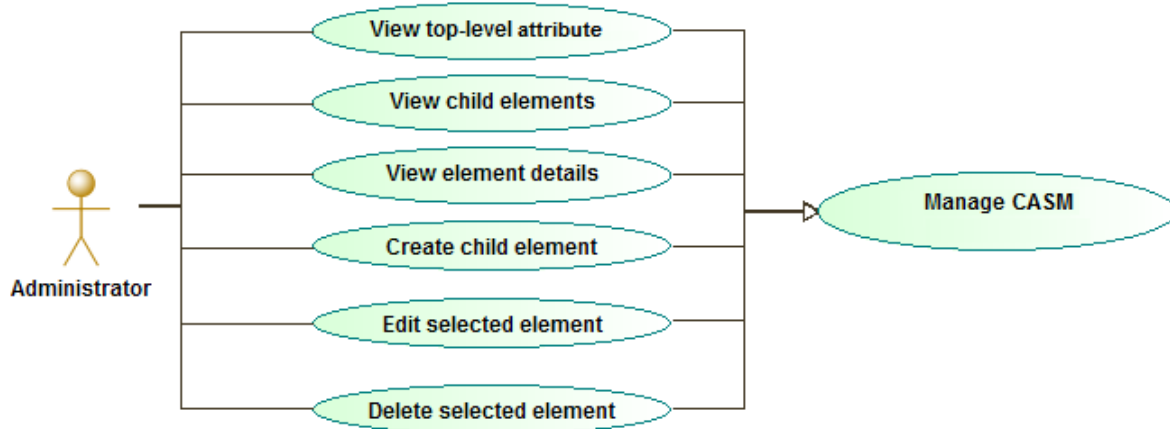 View top-level attribute
View child elements
View element details
Manage CASM
Create child element
Administrator
Edit selected element
Delete selected element